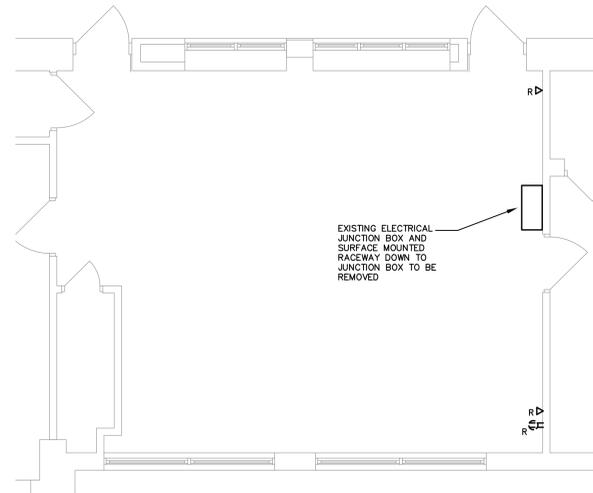 R
EXISTING ELECTRICAL
JUNCTION BOX AND
SURFACE MOUNTED
RACEWAY DOWN TO
JUNCTION BOX TO BE
REMOVED
R
R